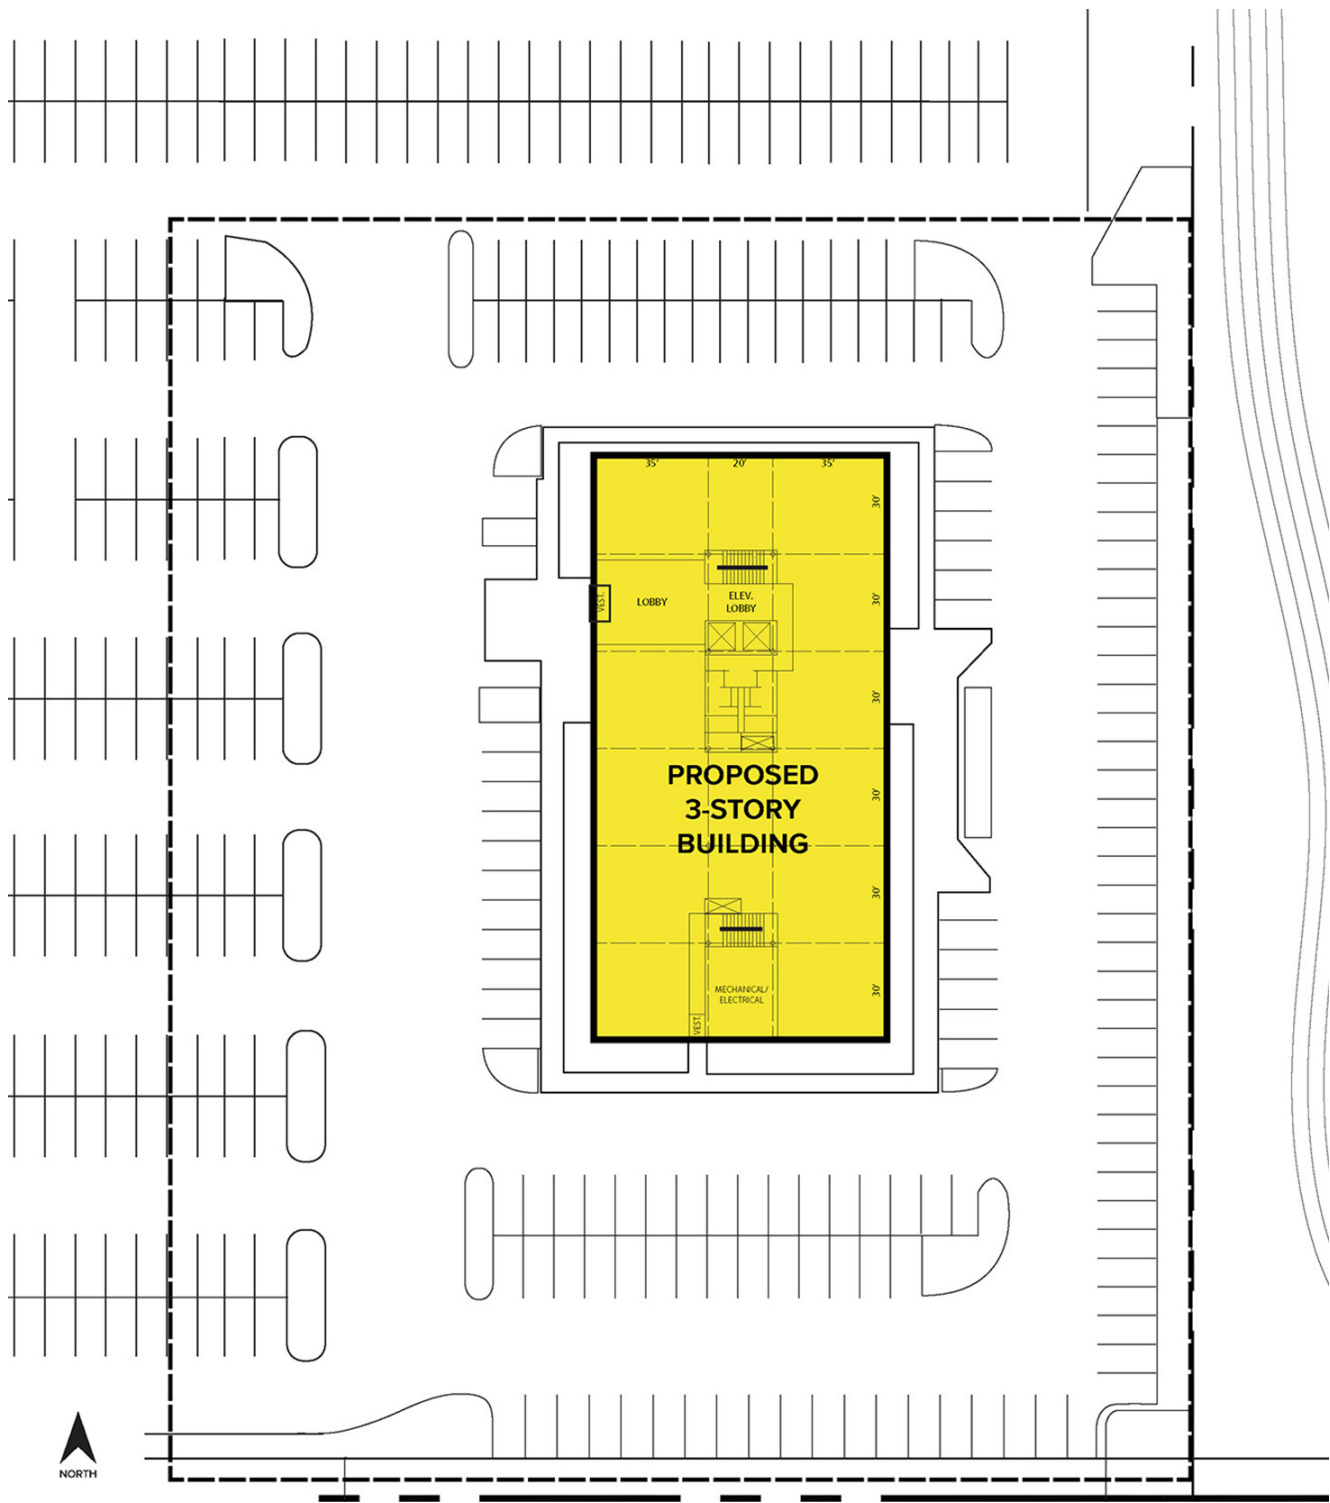 35' 20' 35'
30'
30'
VEST.
LOBBY
ELEV.
LOBBY
30'
PROPOSED
3-STORY
BUILDING
30'
30'
MECHANICAL/
ELECTRICAL
30'
VEST.
NORTH